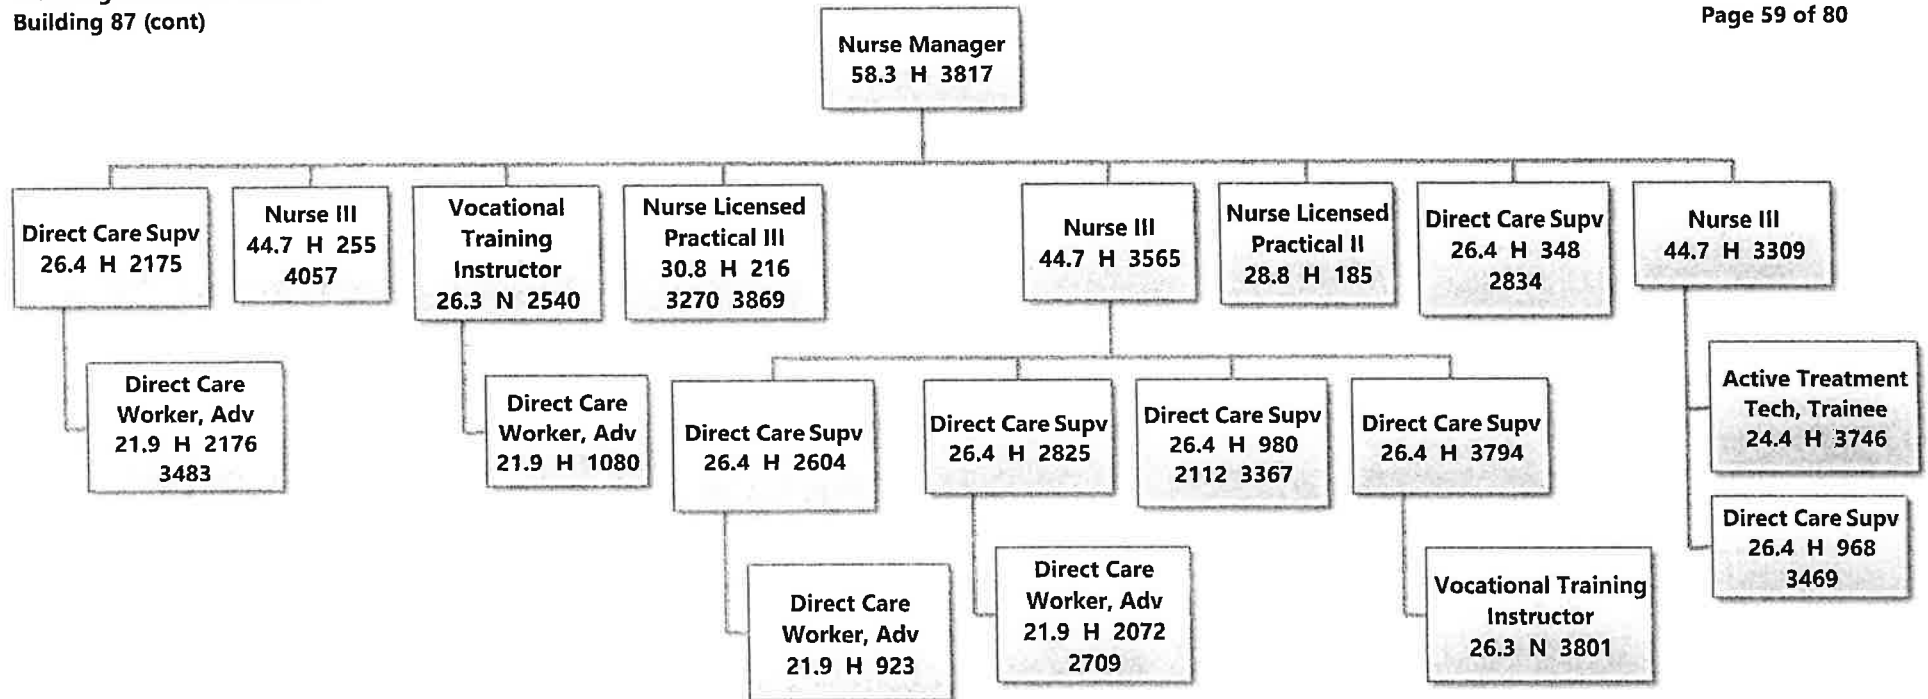 Building 87 (cont)
Page 59 of 80
Nurse Manager
58.3 H 3817
Direct Care Supv
26.4 H 2175
Nurse III
44.7 H 255
4057
Vocational
Training
Instructor
26.3 N 2540
Nurse Licensed
Practical III
30.8 H 216
3270 3869
Nurse III
44.7 H 3565
Nurse Licensed
Practical II
28.8 H 185
Direct Care Supv
26.4 H 348
2834
Nurse III
44.7 H 3309
Direct Care
Worker, Adv
21.9 H 2176
3483
Direct Care
Worker, Adv
21.9 H 1080
Direct Care Supv
26.4 H 2604
Direct Care Supv
26.4 H 2825
Direct Care Supv
26.4 H 980
2112 3367
Direct Care Supv
26.4 H 3794
Active Treatment
Tech, Trainee
24.4 H 3746
Direct Care Supv
26.4 H 968
3469
Direct Care
Worker, Adv
21.9 H 923
Direct Care
Worker, Adv
21.9 H 2072
2709
Vocational Training
Instructor
26.3 N 3801